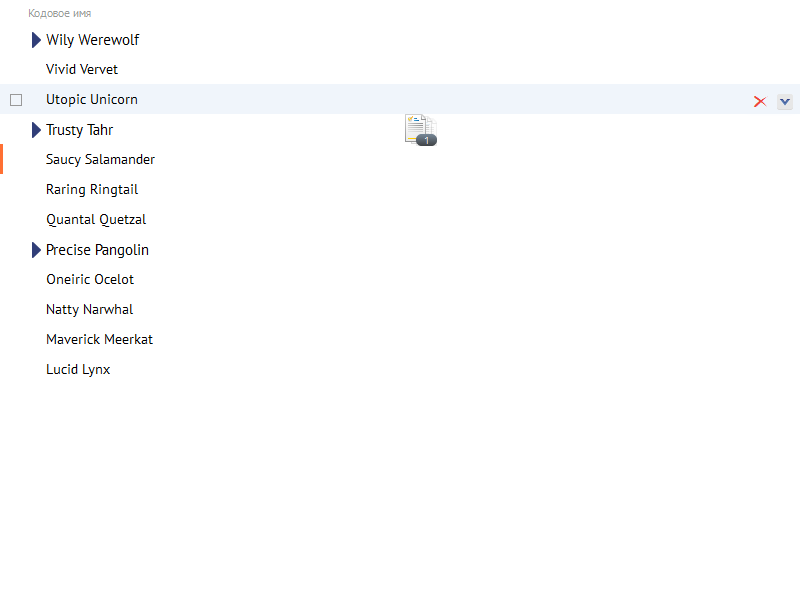 Кодовое имя
Wily Werewolf
Vivid Vervet
Utopic Unicorn
Trusty Tahr
1
Saucy Salamander
Raring Ringtail
Quantal Quetzal
Precise Pangolin
Oneiric Ocelot
Natty Narwhal
Maverick Meerkat
Lucid Lynx